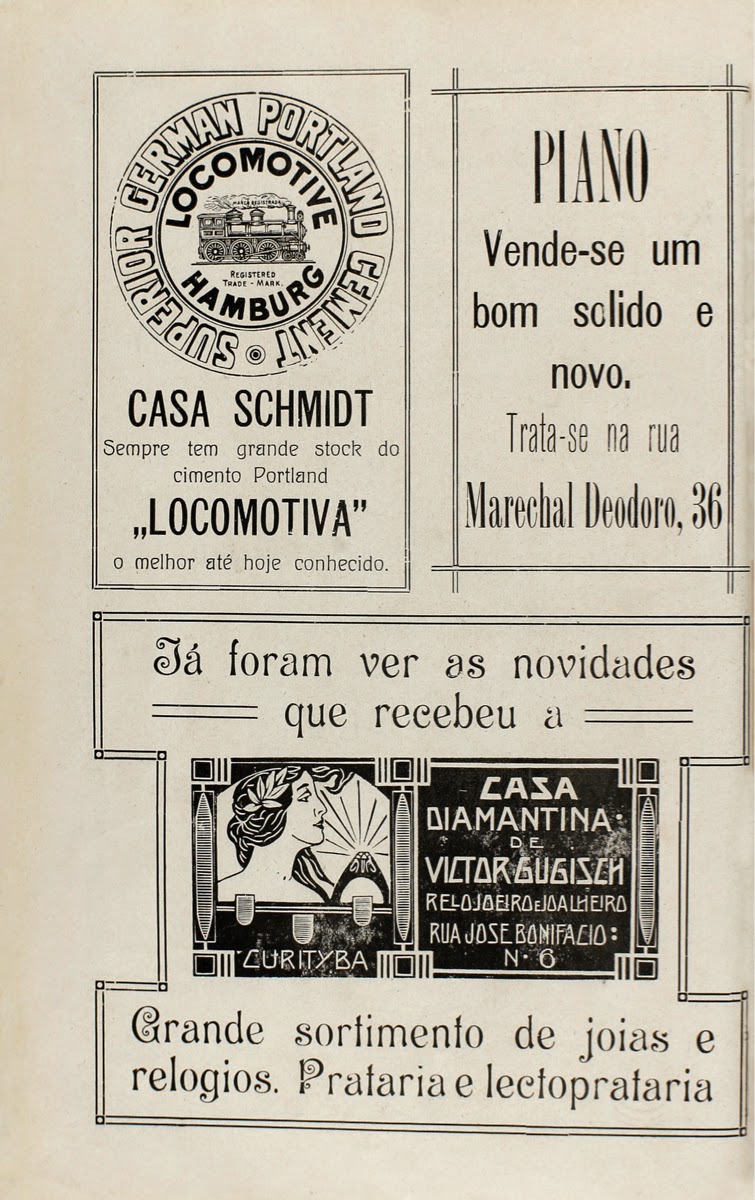 SUPERIOR GERMAN PORTLAND CEMENT
LOCOMOTIVE
MARCA REGISTRADA
REGISTERED
TRADE - MARK.
HAMBURG
CASA SCHMIDT
Sempre tem grande stock do
cimento Portland
„LOCOMOTIVA”
o melhor até hoje conhecido.
PIANO
Vende-se um
bom sclido e
novo.
Trata-se na rua
Marechal Deodoro, 36
Já foram ver as novidades
que recebeu a
CURITYBA
CASA
DIAMANTINA·
DE
VICTOR GUGISCH
RELOJOEIRO E JOALHEIRO
RUA JOSE BONIFACIO:
N· 6
Grande sortimento de joias e
relogios. Prataria e lectoprataria